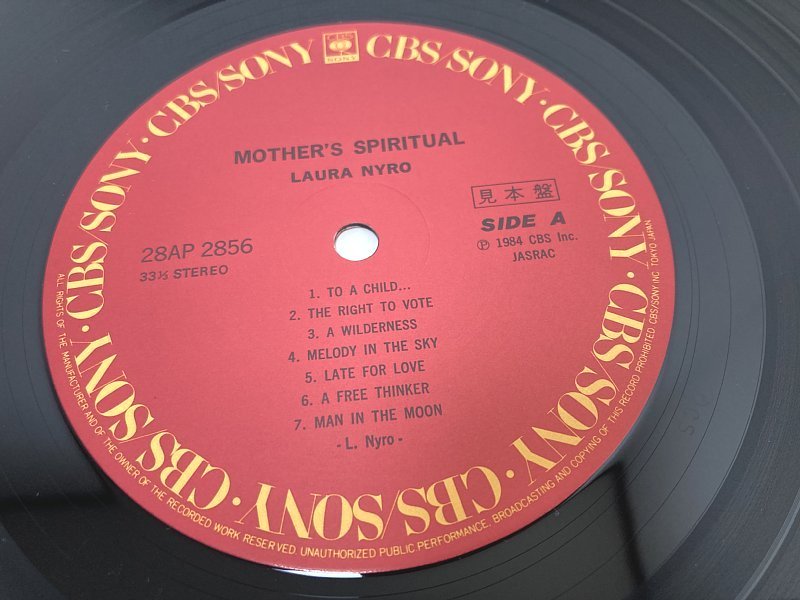 CBS/SONY · CBS/SONY · CBS/SONY · CBS/SONY · CBS/SONY · CBS/SONY · CBS/SONY · CBS/SONY
CBS
SONY
MOTHER'S SPIRITUAL
LAURA NYRO
見本盤
SIDE A
28AP 2856
33⅓ STEREO
Ⓟ 1984 CBS Inc.
JASRAC
1. TO A CHILD...
2. THE RIGHT TO VOTE
3. A WILDERNESS
4. MELODY IN THE SKY
5. LATE FOR LOVE
6. A FREE THINKER
7. MAN IN THE MOON
- L. Nyro -
ALL RIGHTS OF THE MANUFACTURER AND OF THE OWNER OF THE RECORDED WORK RESERVED. UNAUTHORIZED PUBLIC PERFORMANCE. BROADCASTING AND COPYING OF THIS RECORD PROHIBITED. CBS/SONY INC. TOKYO JAPAN